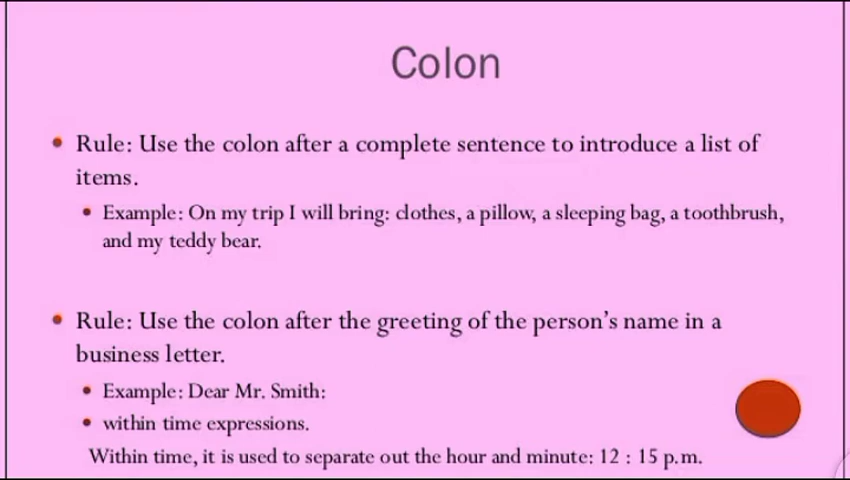 Colon
Rule: Use the colon after a complete sentence to introduce a list of
items.
Example: On my trip I will bring: clothes, a pillow, a sleeping bag, a toothbrush,
and my teddy bear.
Rule: Use the colon after the greeting of the person's name in a
business letter.
Example: Dear Mr. Smith:
within time expressions.
Within time, it is used to separate out the hour and minute: 12 : 15 p.m.